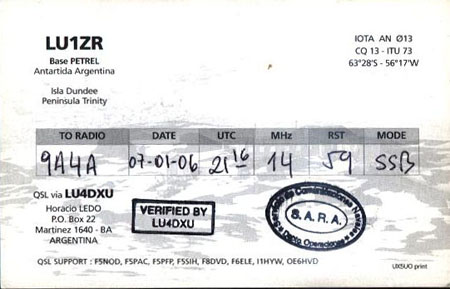 LU1ZR
Base PETREL
Antartida Argentina
Isla Dundee
Peninsula Trinity
IOTA AN Ø13
CQ 13 - ITU 73
63°28'S - 56°17'W
TO RADIO DATE UTC MHz RST MODE
9A4A 07-01-06 21 16 14 59 SSB
QSL via LU4DXU
Horacio LEDO
P.O. Box 22
Martinez 1640 - BA
ARGENTINA
VERIFIED BY
LU4DXU
S.A.R.A.
Depto. Operaciones
QSL SUPPORT : F5NOD, F5PAC, F5PFP, F5SIH, F8DVD, F6ELE, I1HYW, OE6HVD
UX5UO print